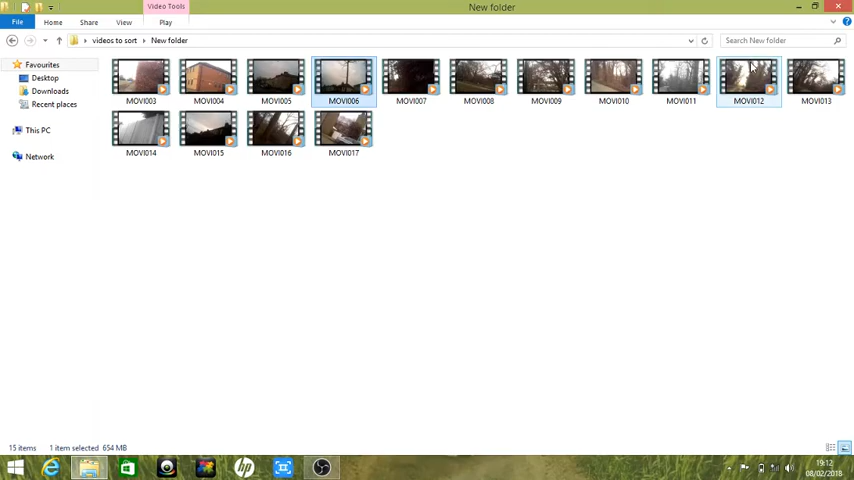 Video Tools
New folder
File Home Share View Play
videos to sort New folder
Search New folder
Favourites
Desktop
Downloads
Recent places
This PC
Network
MOVI003 MOVI004 MOVI005 MOVI006 MOVI007 MOVI008 MOVI009 MOVI010 MOVI011 MOVI012 MOVI013
MOVI014 MOVI015 MOVI016 MOVI017
15 items 1 item selected 654 MB
19:12
08/02/2018